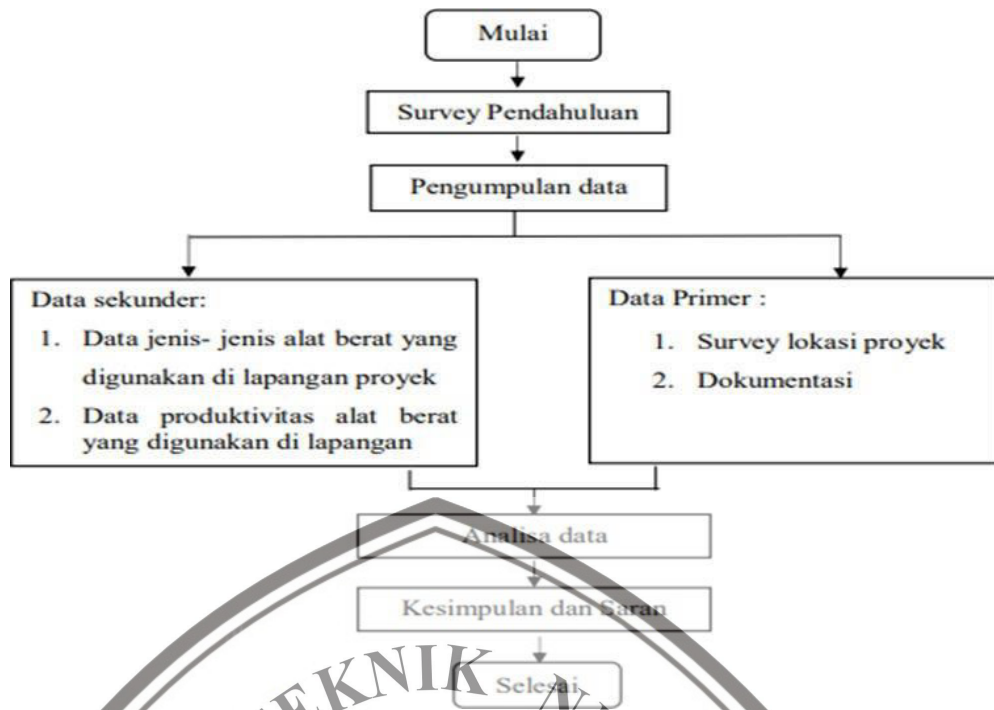 Mulai
Survey Pendahuluan
Pengumpulan data
Data sekunder:
1. Data jenis- jenis alat berat yang
digunakan di lapangan proyek
2. Data produktivitas alat berat
yang digunakan di lapangan
Data Primer :
1. Survey lokasi proyek
2. Dokumentasi
Analisa data
Kesimpulan dan Saran
Selesai
TEKNIK